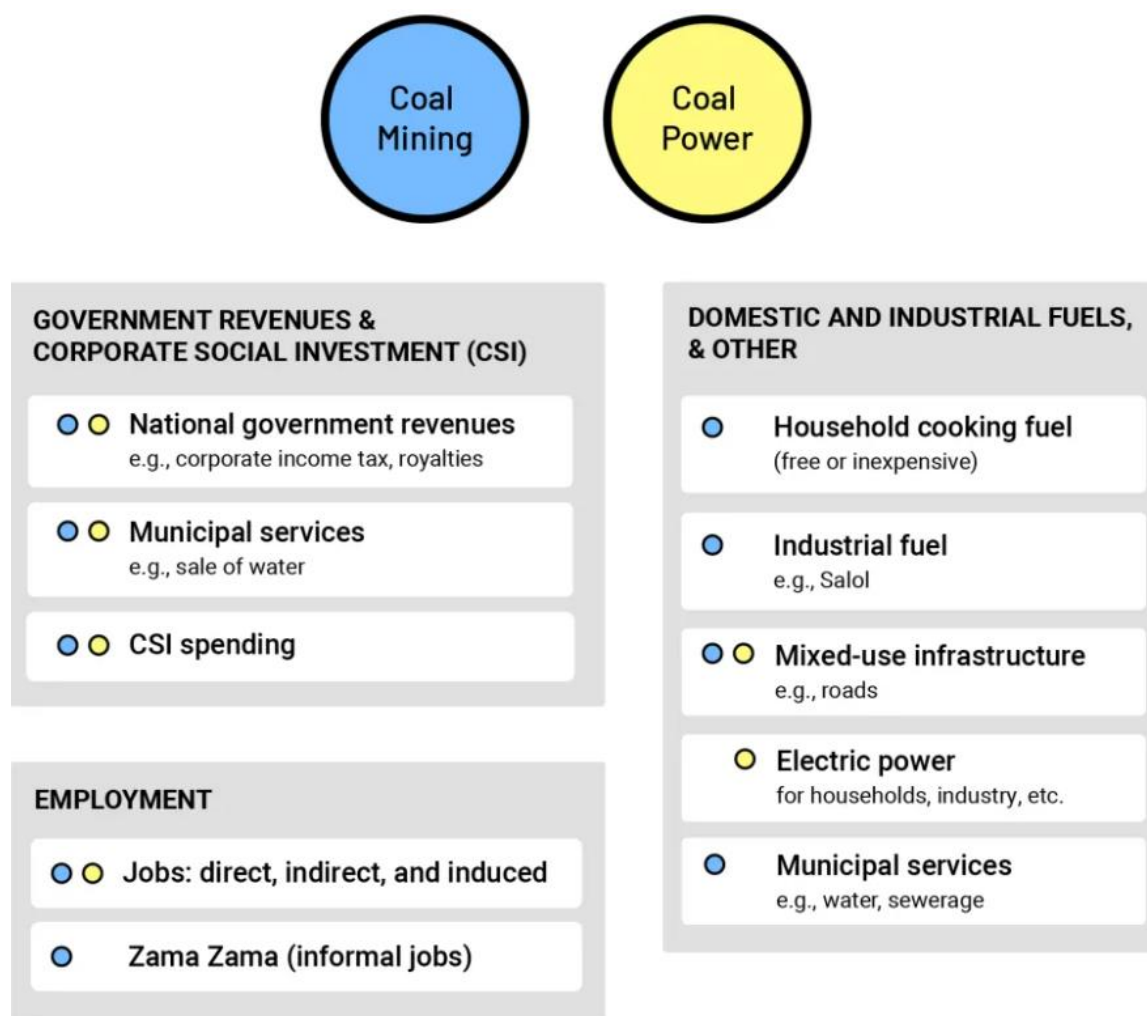 Coal
Mining
Coal
Power
GOVERNMENT REVENUES &
CORPORATE SOCIAL INVESTMENT (CSI)
National government revenues
e.g., corporate income tax, royalties
Municipal services
e.g., sale of water
CSI spending
EMPLOYMENT
Jobs: direct, indirect, and induced
Zama Zama (informal jobs)
DOMESTIC AND INDUSTRIAL FUELS,
& OTHER
Household cooking fuel
(free or inexpensive)
Industrial fuel
e.g., Salol
Mixed-use infrastructure
e.g., roads
Electric power
for households, industry, etc.
Municipal services
e.g., water, sewerage